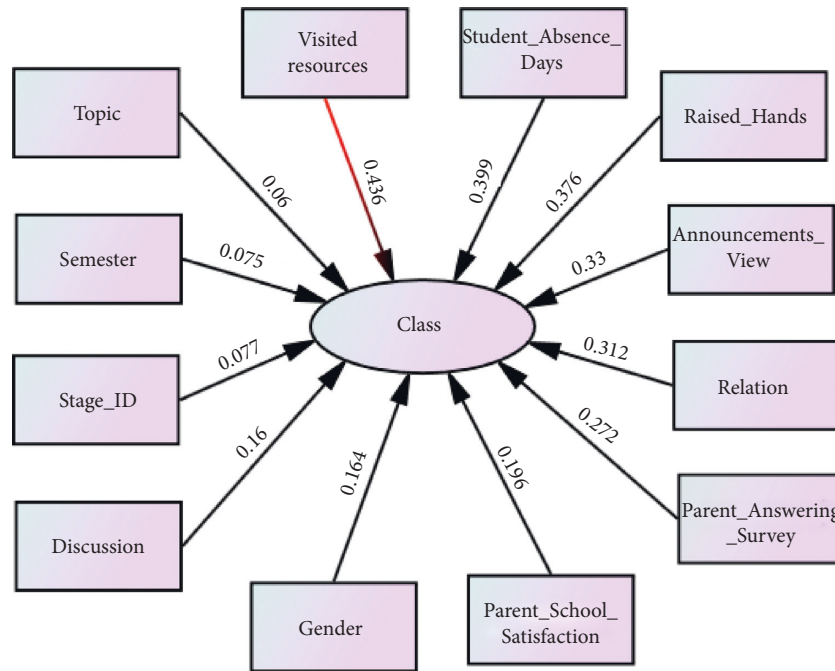 Visited
resources
Student_Absence_
Days
Topic
Raised_Hands
0.436
0.399
0.376
0.06
Semester
0.075
Announcements_
View
0.33
Class
Stage_ID
0.077
0.312
Relation
0.16
0.272
Discussion
0.164
0.196
Parent_Answering
_Survey
Gender
Parent_School_
Satisfaction